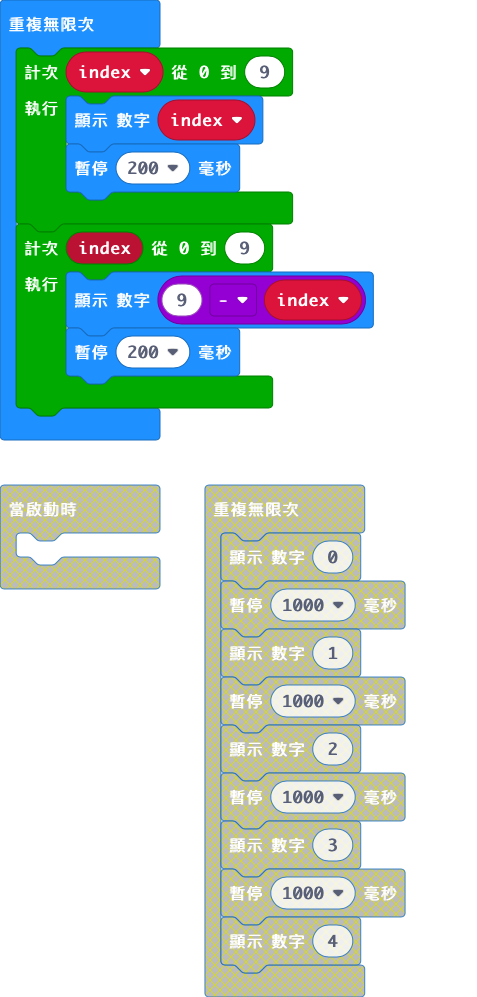 重複無限次
計次 index 從 0 到 9
執行
顯示 數字 index
暫停 200 毫秒
計次 index 從 0 到 9
執行
顯示 數字 9 - index
暫停 200 毫秒
當啟動時
重複無限次
顯示 數字 0
暫停 1000 毫秒
顯示 數字 1
暫停 1000 毫秒
顯示 數字 2
暫停 1000 毫秒
顯示 數字 3
暫停 1000 毫秒
顯示 數字 4